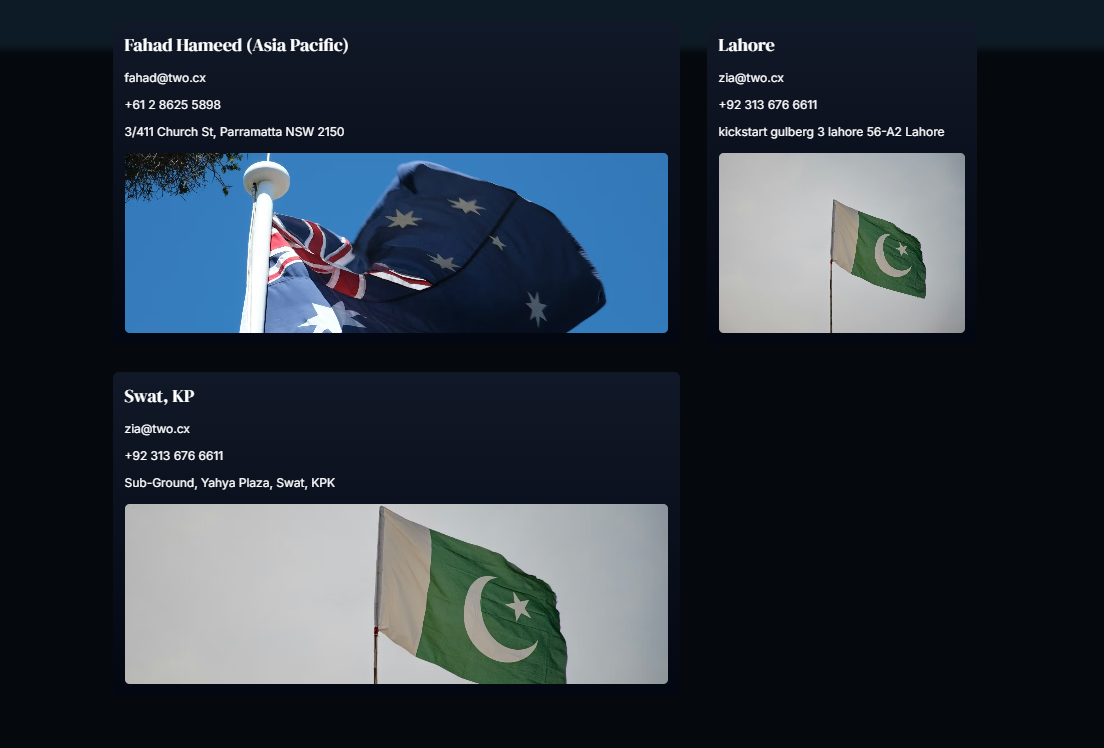 Fahad Hameed (Asia Pacific)
fahad@two.cx
+61 2 8625 5898
3/411 Church St, Parramatta NSW 2150
Lahore
zia@two.cx
+92 313 676 6611
kickstart gulberg 3 lahore 56-A2 Lahore
Swat, KP
zia@two.cx
+92 313 676 6611
Sub-Ground, Yahya Plaza, Swat, KPK